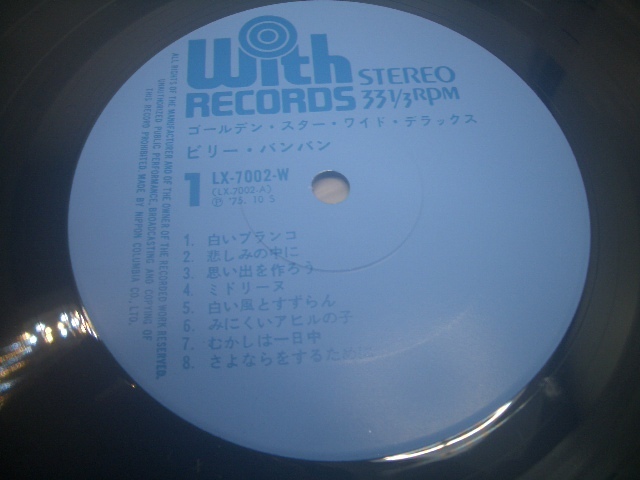 With
RECORDS
STEREO
33 1/3 rpm
ゴールデン・スター・ワイド・デラックス
ビリー・バンバン
1
LX-7002-W
(LX-7002-A)
Ⓟ '75. 10 5
1. 白いブランコ
2. 悲しみの中に
3. 思い出を作ろう
4. ミドリーヌ
5. 白い風とすずらん
6. みにくいアヒルの子
7. むかしは一日中
8. さよならをするために
ALL RIGHTS OF THE MANUFACTURER AND OF THE OWNER OF THE RECORDED WORK RESERVED.
UNAUTHORIZED PUBLIC PERFORMANCE, BROADCASTING AND COPYING OF
THIS RECORD PROHIBITED. MADE BY NIPPON COLUMBIA CO., LTD.